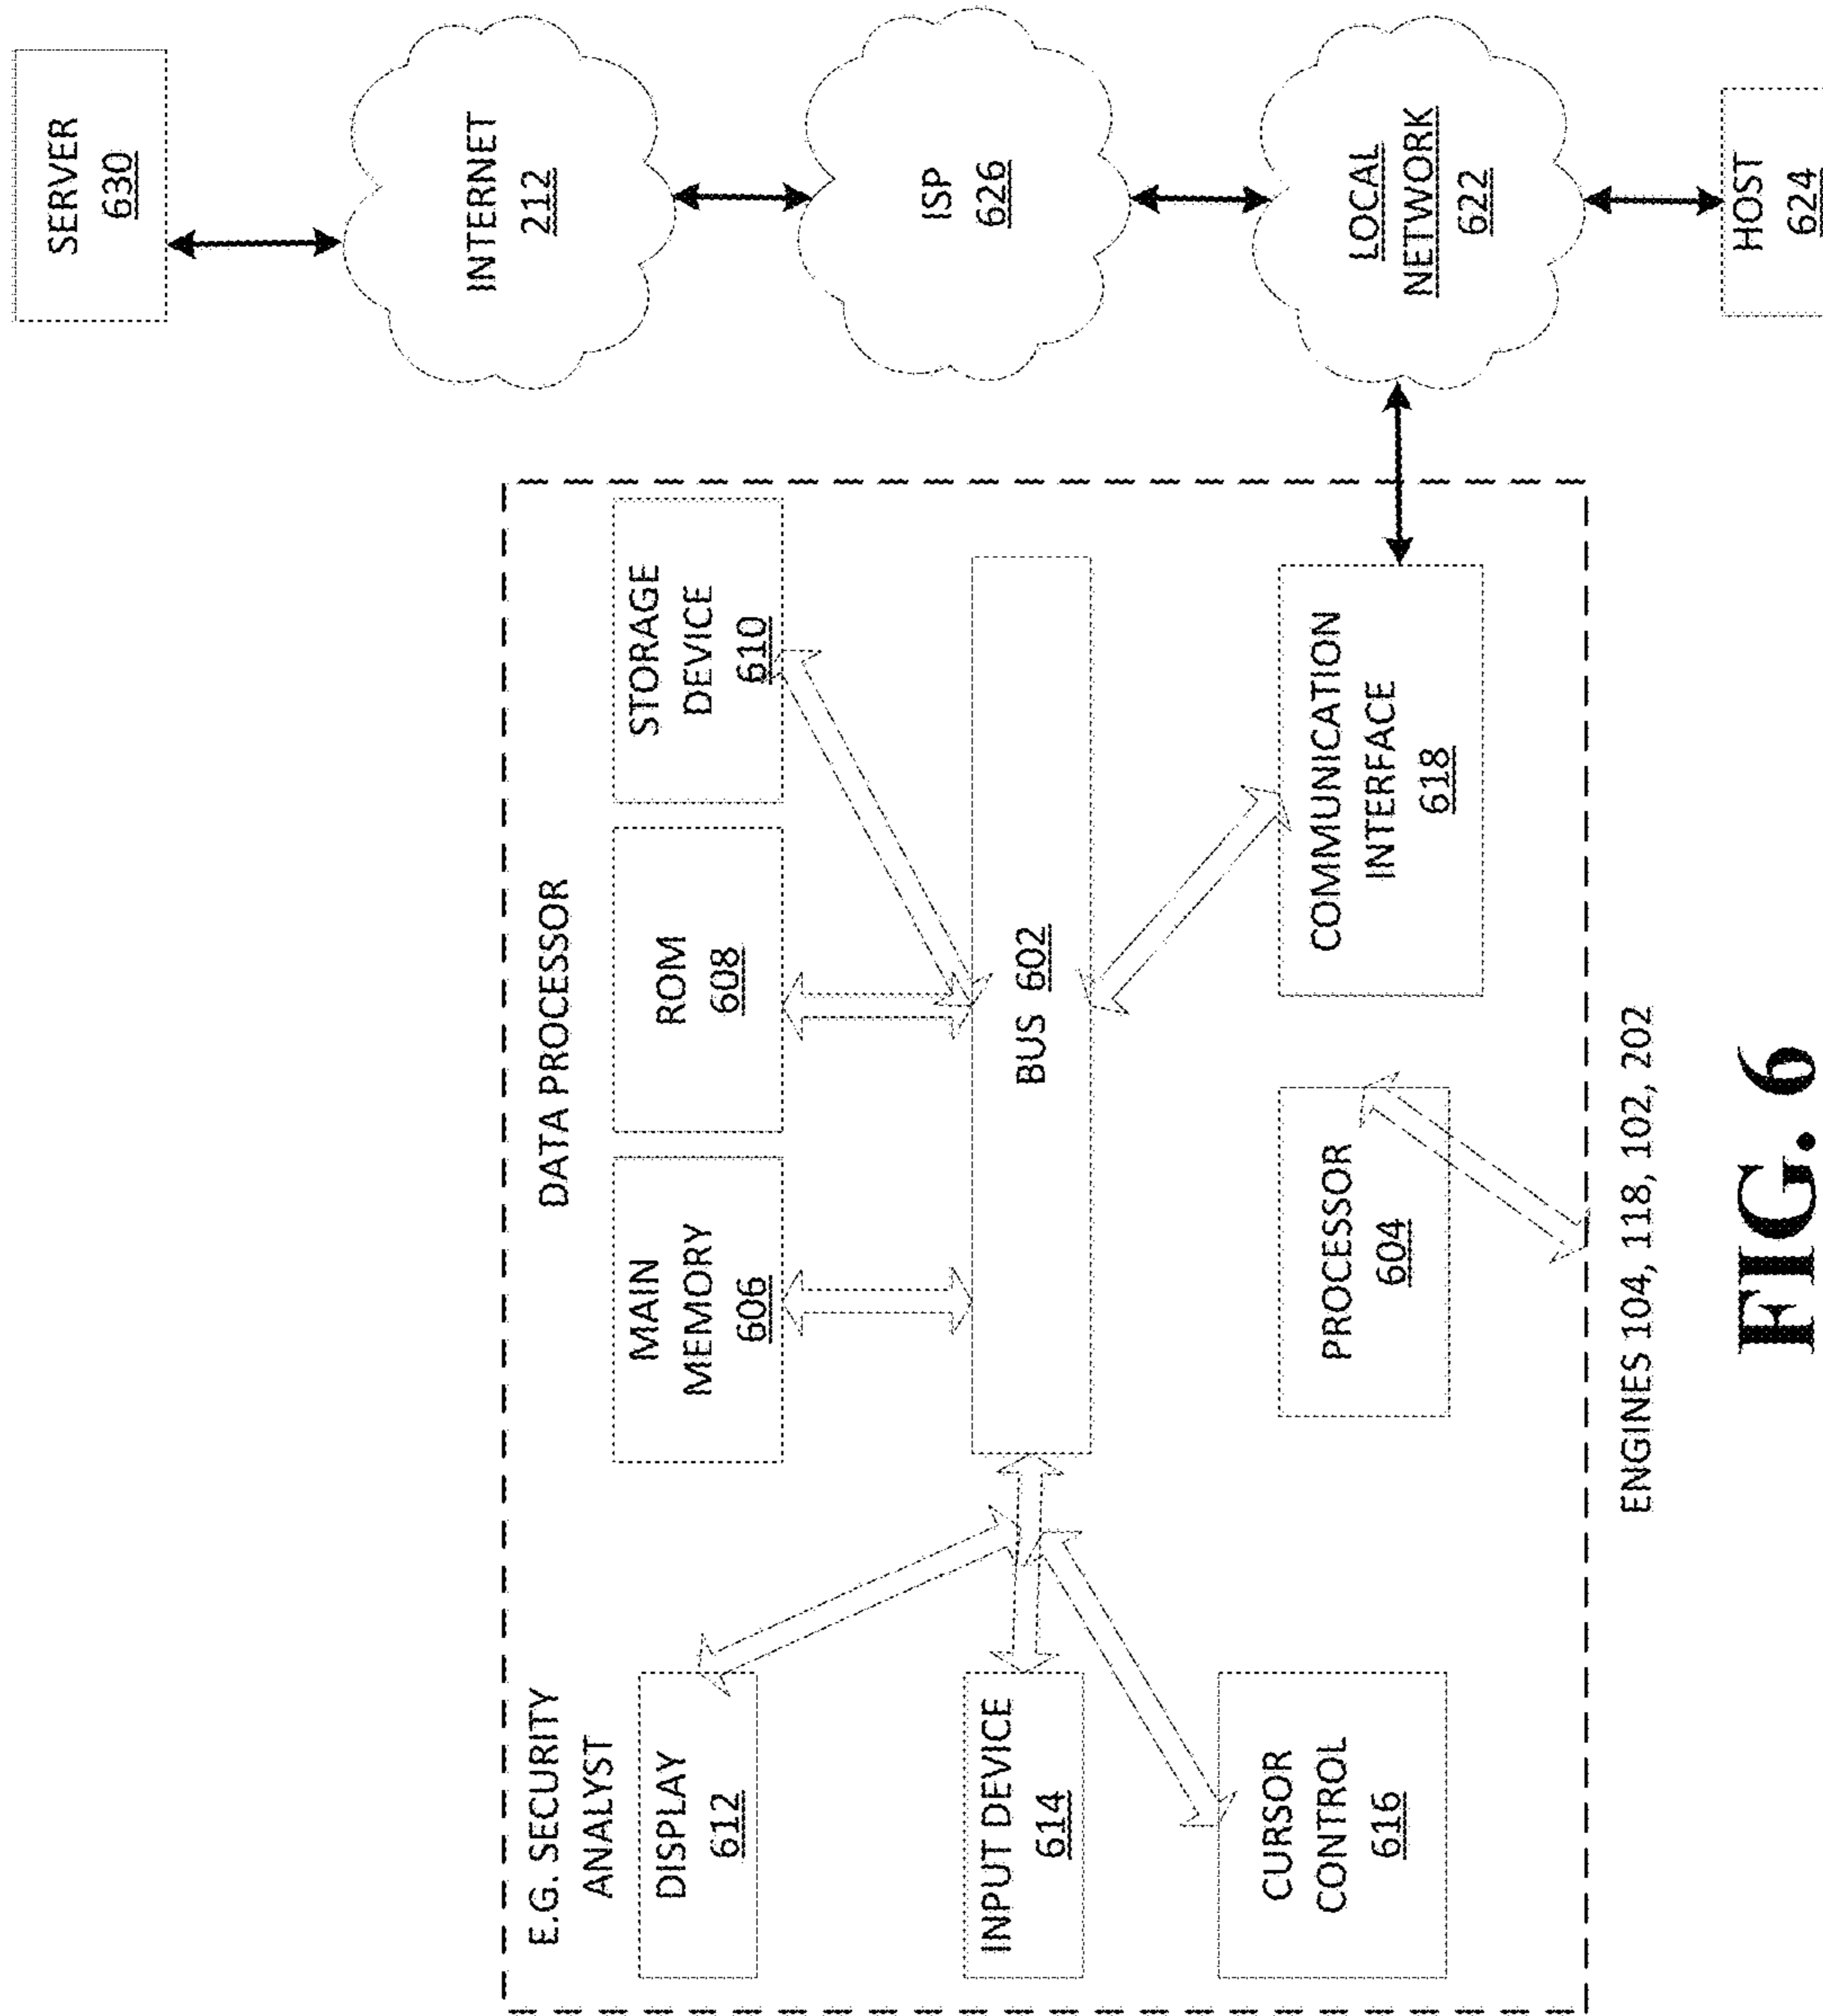 E.G. SECURITY
ANALYST
DISPLAY
612
INPUT DEVICE
614
CURSOR
CONTROL
616
DATA PROCESSOR
MAIN
MEMORY
606
ROM
608
STORAGE
DEVICE
610
BUS 602
PROCESSOR
604
COMMUNICATION
INTERFACE
618
ENGINES 104, 118, 102, 202
SERVER
630
INTERNET
212
ISP
626
LOCAL
NETWORK
622
HOST
624
FIG. 6